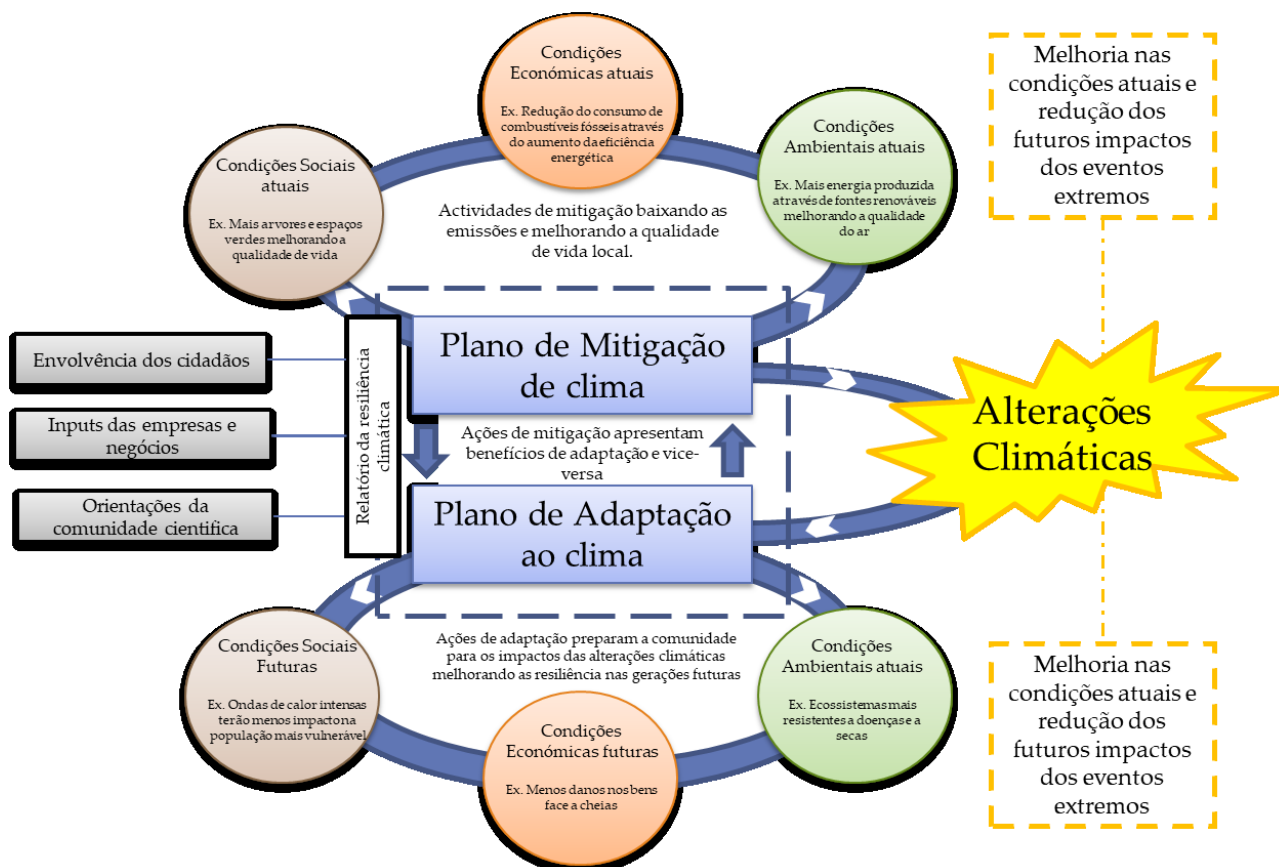 Condições
Económicas atuais
Ex. Redução do consumo de
combustíveis fósseis através
do aumento da eficiência
energética
Condições Sociais
atuais
Ex. Mais arvores e espaços
verdes melhorando a
qualidade de vida
Condições
Ambientais atuais
Ex. Mais energia produzida
através de fontes renováveis
melhorando a qualidade
do ar
Melhoria nas
condições atuais e
redução dos
futuros impactos
dos eventos
extremos
Actividades de mitigação baixando as
emissões e melhorando a qualidade
de vida local.
Envolvência dos cidadãos
Inputs das empresas e
negócios
Orientações da
comunidade cientifica
Relatório da resiliência
climática
Plano de Mitigação
de clima
Ações de mitigação apresentam
benefícios de adaptação e vice-
versa
Plano de Adaptação
ao clima
Alterações
Climáticas
Ações de adaptação preparam a comunidade
para os impactos das alterações climáticas
melhorando as resiliência nas gerações futuras
Condições Sociais
Futuras
Ex. Ondas de calor intensas
terão menos impacto na
população mais vulnerável
Condições
Económicas futuras
Ex. Menos danos nos bens
face a cheias
Condições
Ambientais atuais
Ex. Ecossistemas mais
resistentes a doenças e a
secas
Melhoria nas
condições atuais e
redução dos
futuros impactos
dos eventos
extremos